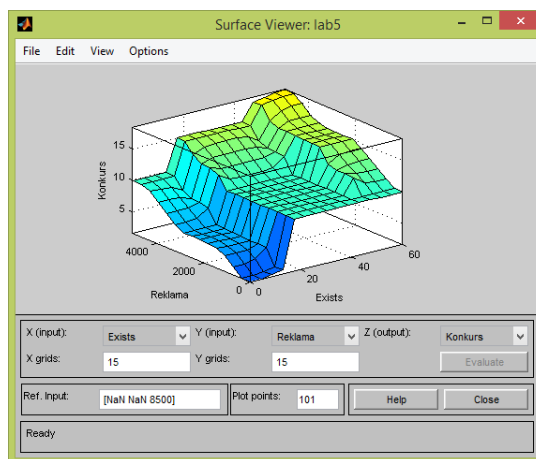 Surface Viewer: lab5
File Edit View Options
15
10
5
Konkurs
4000
2000
0
Reklama
0
20
40
60
Exists
X (input): Exists Y (input): Reklama Z (output): Konkurs
X grids: 15 Y grids: 15 Evaluate
Ref. Input: [NaN NaN 8500] Plot points: 101 Help Close
Ready